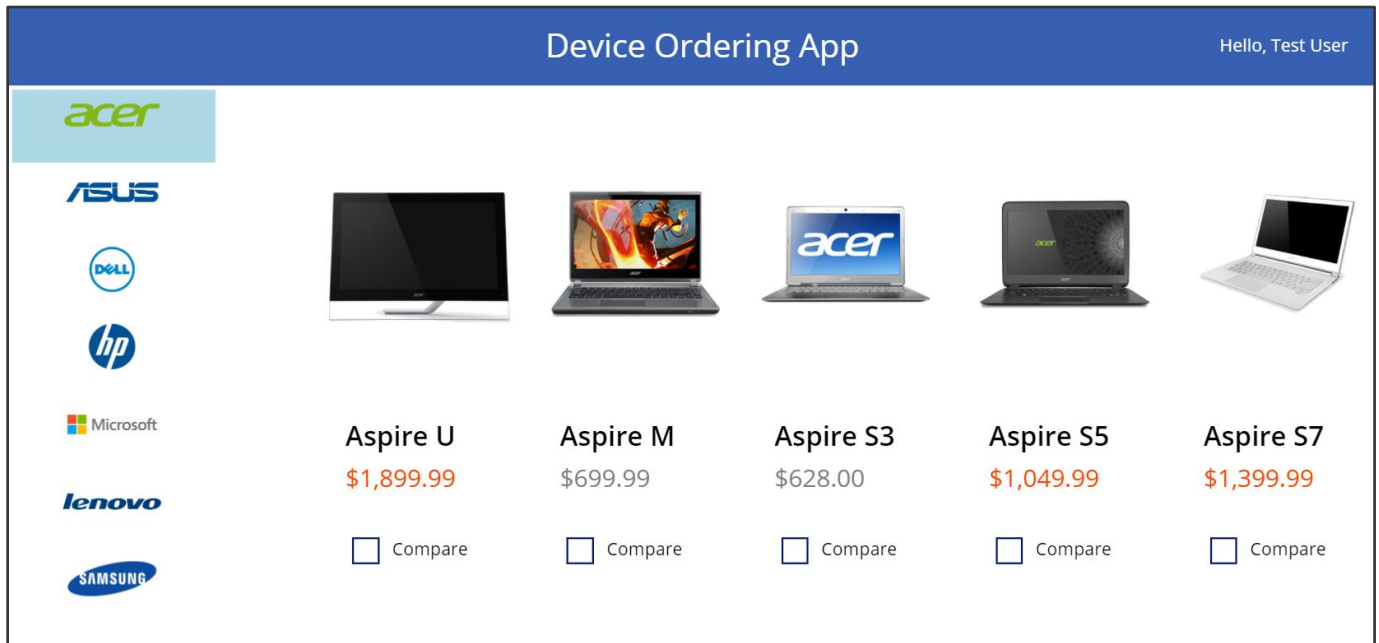 Device Ordering App
Hello, Test User
acer
ASUS
DELL
hp
Microsoft
lenovo
SAMSUNG
acer
acer
Aspire U
Aspire M
Aspire S3
Aspire S5
Aspire S7
$1,899.99
$699.99
$628.00
$1,049.99
$1,399.99
Compare
Compare
Compare
Compare
Compare